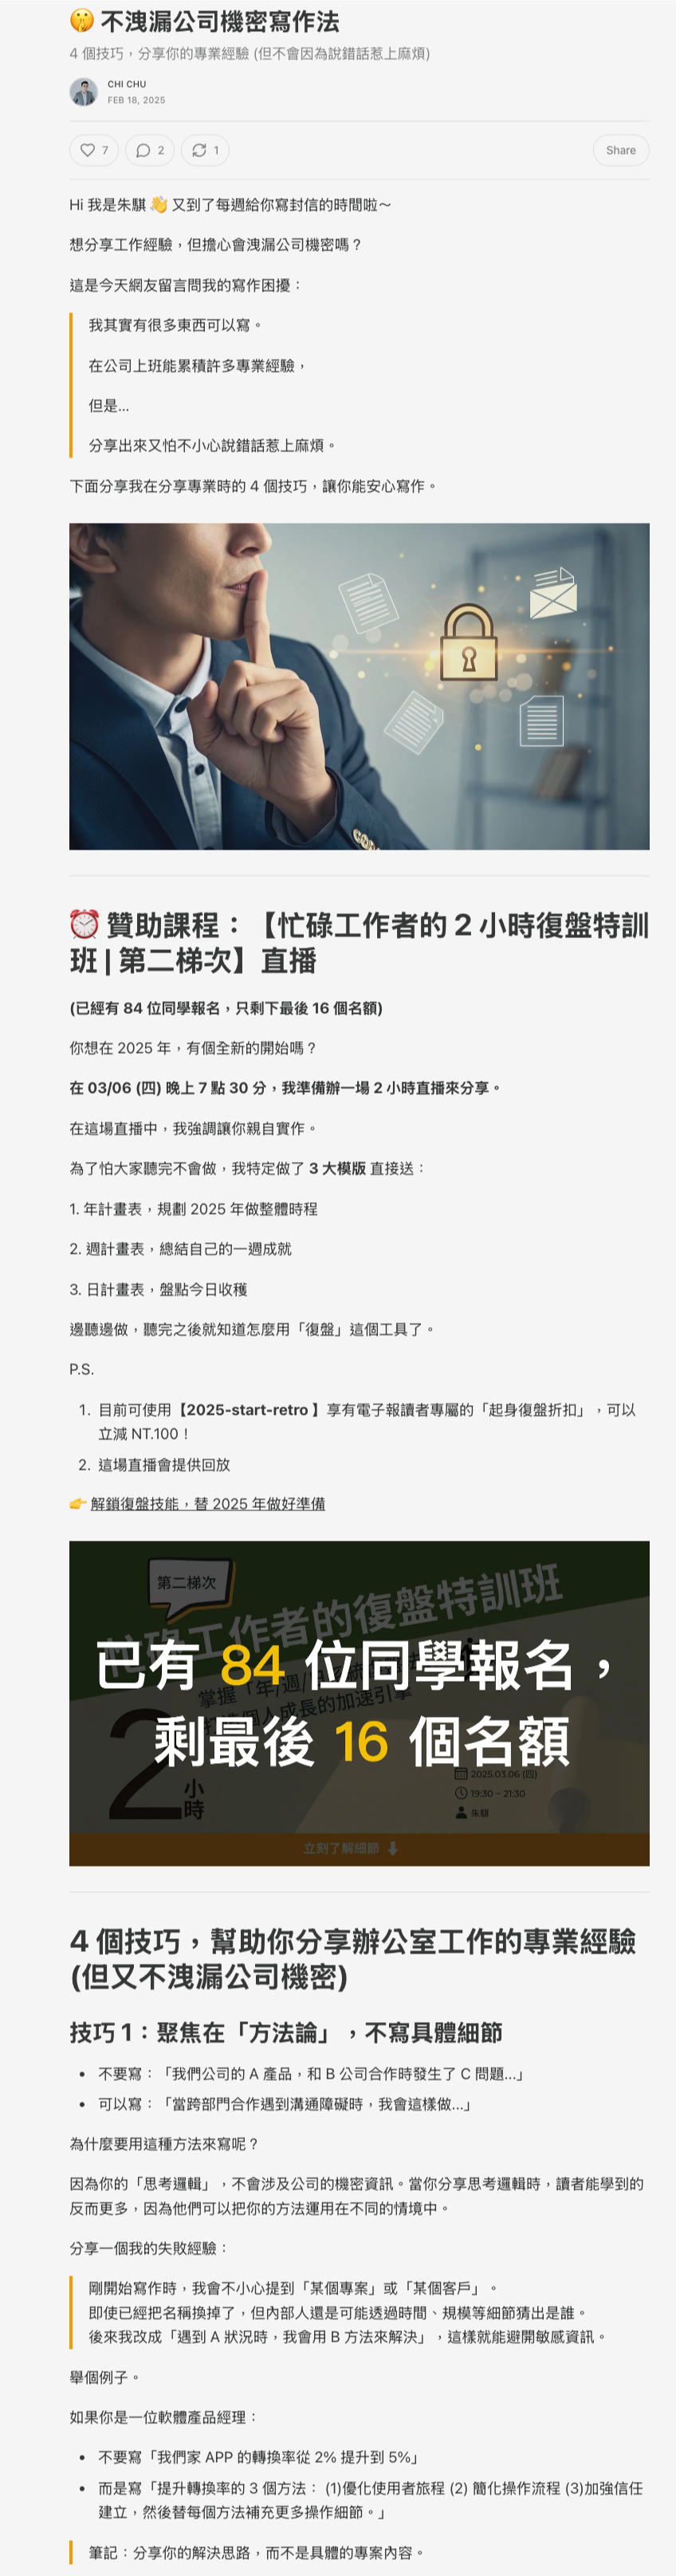 🤫 不洩漏公司機密寫作法
4 個技巧，分享你的專業經驗 (但不會因為說錯話惹上麻煩)
CHI CHU
FEB 18, 2025
7
2
1
Share
Hi 我是朱騏 👋 又到了每週給你寫封信的時間啦～
想分享工作經驗，但擔心會洩漏公司機密嗎？
這是今天網友留言問我的寫作困擾：
我其實有很多東西可以寫。
在公司上班能累積許多專業經驗，
但是...
分享出來又怕不小心說錯話惹上麻煩。
下面分享我在分享專業時的 4 個技巧，讓你能安心寫作。
⏰ 贊助課程：【忙碌工作者的 2 小時復盤特訓
班 | 第二梯次】直播
(已經有 84 位同學報名，只剩下最後 16 個名額)
你想在 2025 年，有個全新的開始嗎？
在 03/06 (四) 晚上 7 點 30 分，我準備辦一場 2 小時直播來分享。
在這場直播中，我強調讓你親自實作。
為了怕大家聽完不會做，我特定做了 3 大模版 直接送：
1. 年計畫表，規劃 2025 年做整體時程
2. 週計畫表，總結自己的一週成就
3. 日計畫表，盤點今日收穫
邊聽邊做，聽完之後就知道怎麼用「復盤」這個工具了。
P.S.
1. 目前可使用【2025-start-retro 】享有電子報讀者專屬的「起身復盤折扣」，可以
立減 NT.100！
2. 這場直播會提供回放
👉 解鎖復盤技能，替 2025 年做好準備
第二梯次
忙碌工作者的復盤特訓班
已有 84 位同學報名，
掌握「年/週/
個人成長的加速引擎
剩最後 16 個名額
2小時
2025.03.06 (四)
19:30 ~ 21:30
朱騏
立刻了解細節
4 個技巧，幫助你分享辦公室工作的專業經驗
(但又不洩漏公司機密)
技巧 1：聚焦在「方法論」，不寫具體細節
• 不要寫：「我們公司的 A 產品，和 B 公司合作時發生了 C 問題...」
• 可以寫：「當跨部門合作遇到溝通障礙時，我會這樣做...」
為什麼要用這種方法來寫呢？
因為你的「思考邏輯」，不會涉及公司的機密資訊。當你分享思考邏輯時，讀者能學到的
反而更多，因為他們可以把你的方法運用在不同的情境中。
分享一個我的失敗經驗：
剛開始寫作時，我會不小心提到「某個專案」或「某個客戶」。
即使已經把名稱換掉了，但內部人還是可能透過時間、規模等細節猜出是誰。
後來我改成「遇到 A 狀況時，我會用 B 方法來解決」，這樣就能避開敏感資訊。
舉個例子。
如果你是一位軟體產品經理：
• 不要寫「我們家 APP 的轉換率從 2% 提升到 5%」
• 而是寫「提升轉換率的 3 個方法： (1)優化使用者旅程 (2) 簡化操作流程 (3)加強信任
建立，然後替每個方法補充更多操作細節。」
筆記：分享你的解決思路，而不是具體的專案內容。